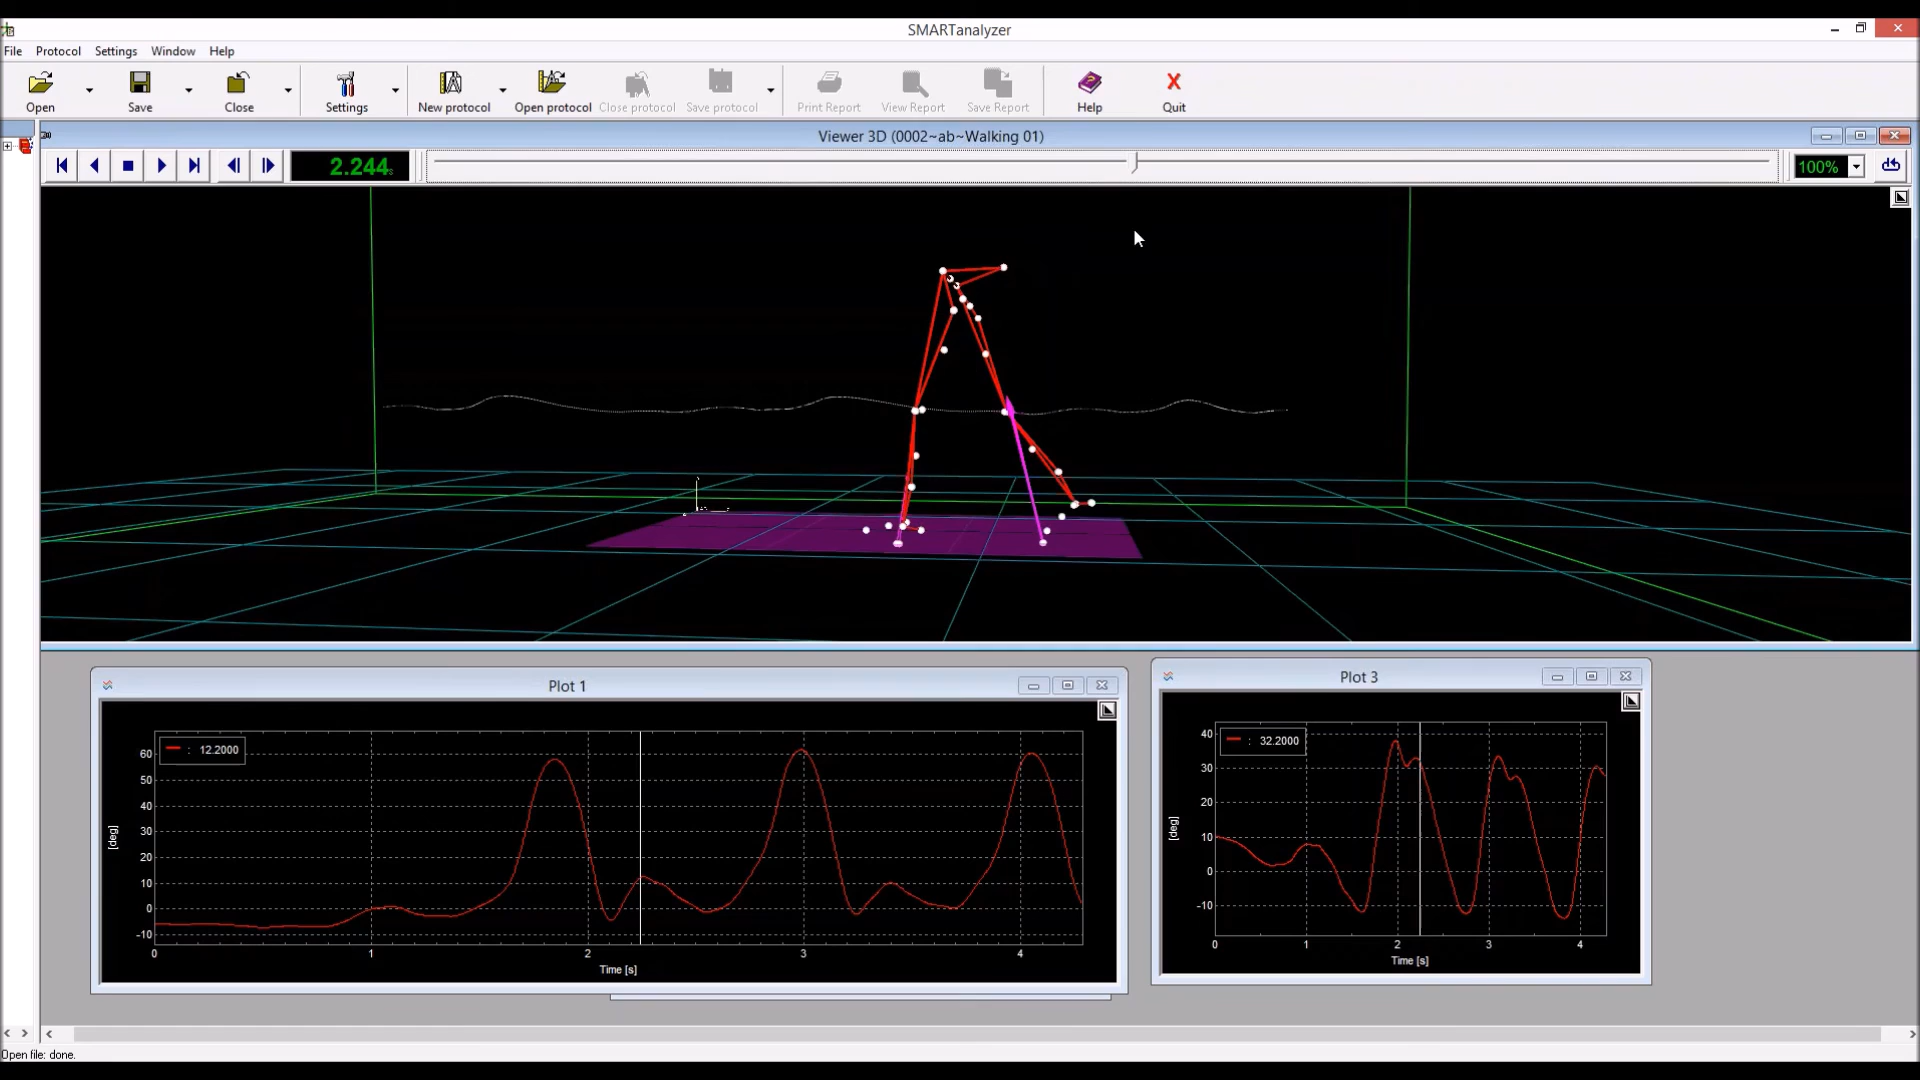 SMARTanalyzer
File Protocol Settings Window Help
Open Save Close Settings New protocol Open protocol Close protocol Save protocol Print Report View Report Save Report Help Quit
Viewer 3D (0002~ab~Walking 01)
2.244s
100%
Plot 1
: 12.2000
60
50
40
30
20
10
0
-10
[deg]
0 1 2 3 4
Time [s]
Plot 3
: 32.2000
40
30
20
10
0
-10
[deg]
0 1 2 3 4
Time [s]
Open file: done.